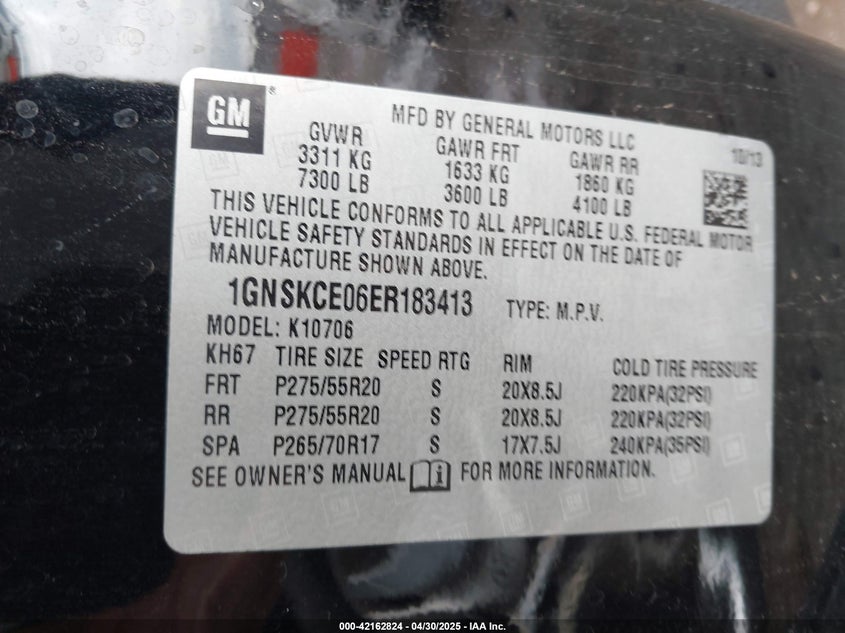 GM
MFD BY GENERAL MOTORS LLC
GVWR GAWR FRT GAWR RR 10/13
3311 KG 1633 KG 1860 KG
7300 LB 3600 LB 4100 LB
THIS VEHICLE CONFORMS TO ALL APPLICABLE U.S. FEDERAL MOTOR
VEHICLE SAFETY STANDARDS IN EFFECT ON THE DATE OF
MANUFACTURE SHOWN ABOVE.
1GNSKCE06ER183413 TYPE: M.P.V.
MODEL: K10706
KH67 TIRE SIZE SPEED RTG RIM COLD TIRE PRESSURE
FRT P275/55R20 S 20X8.5J 220KPA(32PSI)
RR P275/55R20 S 20X8.5J 220KPA(32PSI)
SPA P265/70R17 S 17X7.5J 240KPA(35PSI)
SEE OWNER'S MANUAL i FOR MORE INFORMATION.
000-42162824 - 04/30/2025 - IAA Inc.